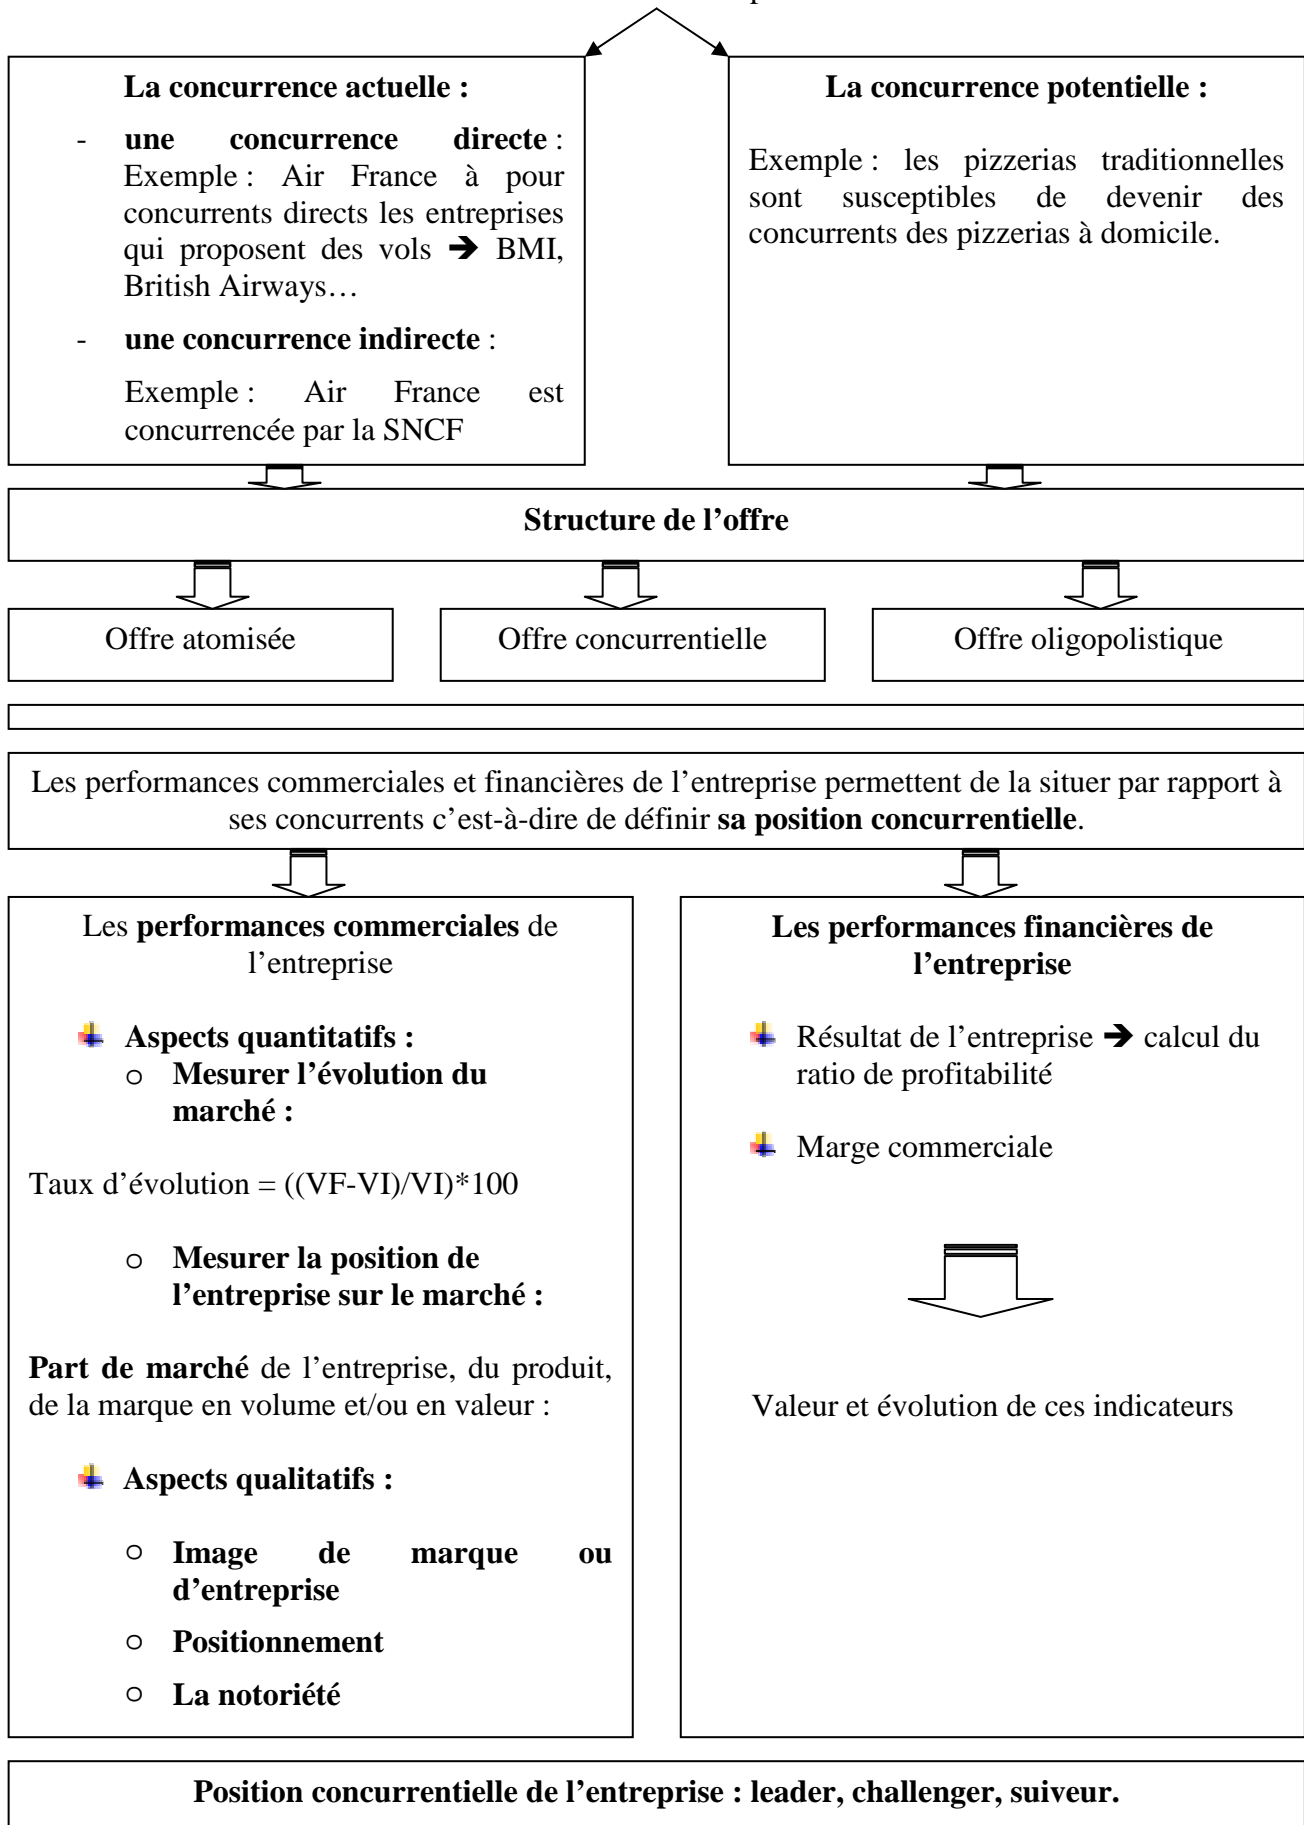 La concurrence actuelle :
- une concurrence directe :
Exemple : Air France à pour
concurrents directs les entreprises
qui proposent des vols ➔ BMI,
British Airways…
- une concurrence indirecte :
Exemple : Air France est
concurrencée par la SNCF
La concurrence potentielle :
Exemple : les pizzerias traditionnelles
sont susceptibles de devenir des
concurrents des pizzerias à domicile.
Structure de l’offre
Offre atomisée
Offre concurrentielle
Offre oligopolistique
Les performances commerciales et financières de l’entreprise permettent de la situer par rapport à
ses concurrents c’est-à-dire de définir sa position concurrentielle.
Les performances commerciales de
l’entreprise
Aspects quantitatifs :
o Mesurer l’évolution du
marché :
Taux d’évolution = ((VF-VI)/VI)*100
o Mesurer la position de
l’entreprise sur le marché :
Part de marché de l’entreprise, du produit,
de la marque en volume et/ou en valeur :
Aspects qualitatifs :
o Image de marque ou
d’entreprise
o Positionnement
o La notoriété
Les performances financières de
l’entreprise
Résultat de l’entreprise ➔ calcul du
ratio de profitabilité
Marge commerciale
Valeur et évolution de ces indicateurs
Position concurrentielle de l’entreprise : leader, challenger, suiveur.